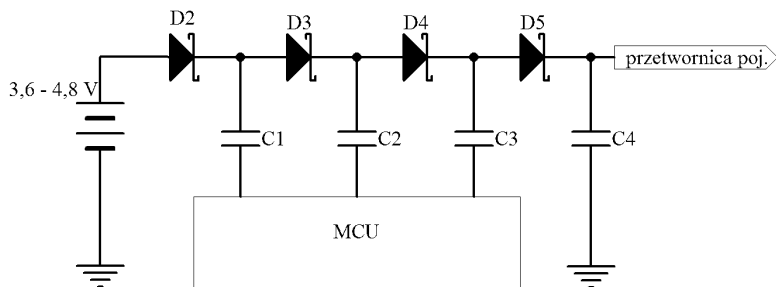 D2
D3
D4
D5
przetwornica poj.
3,6 - 4,8 V
C1
C2
C3
C4
MCU